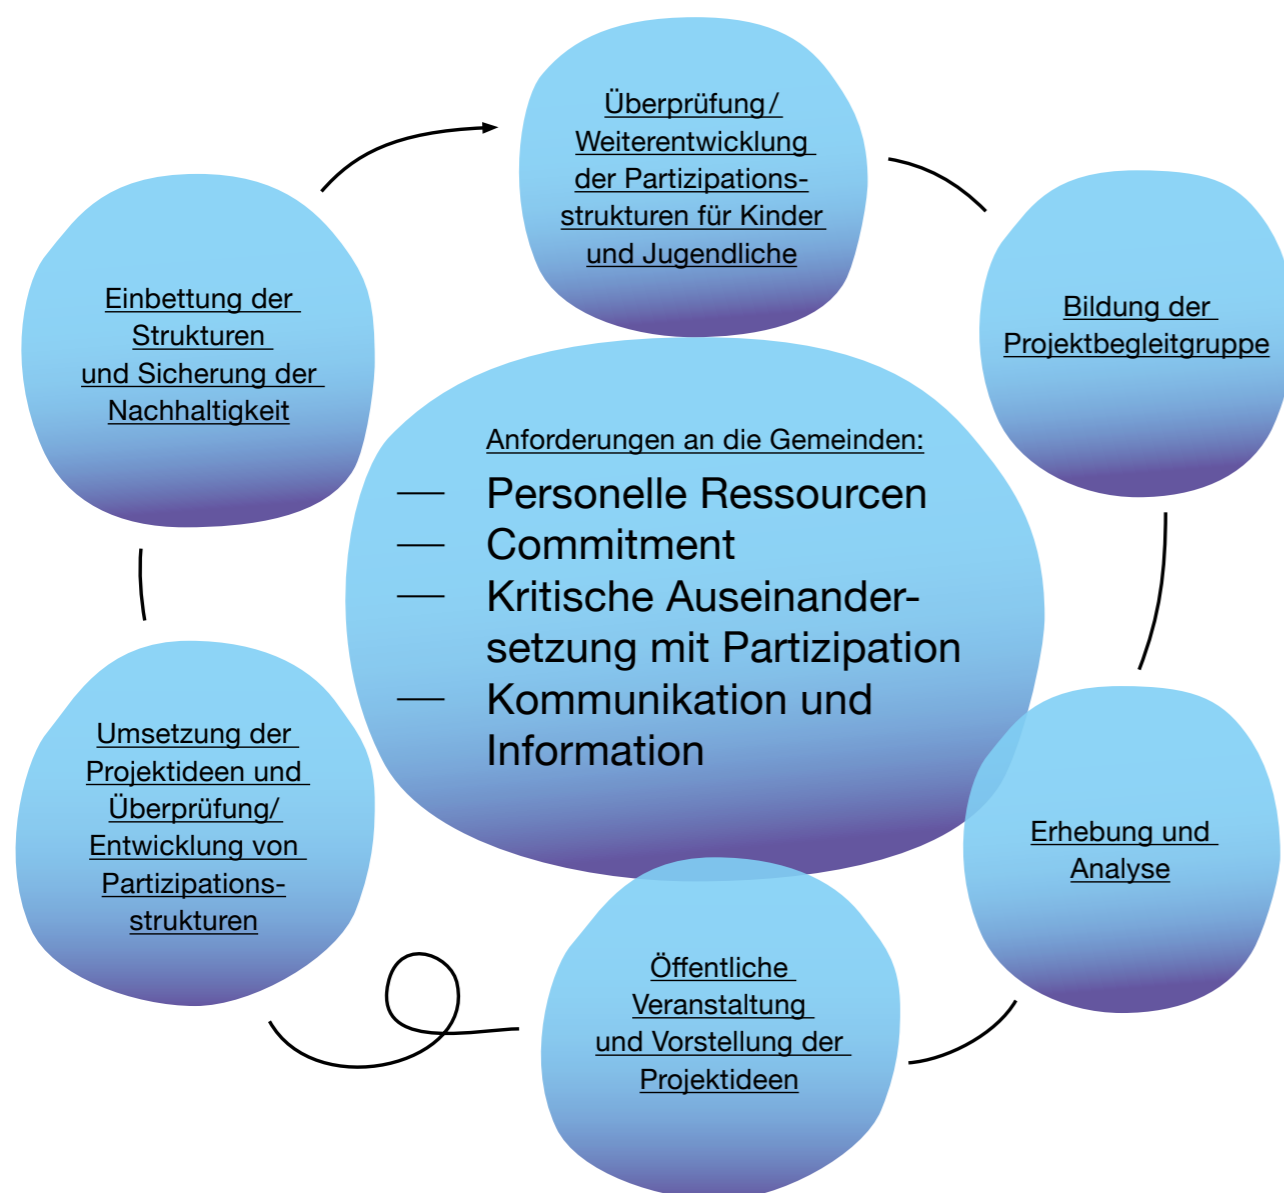 Überprüfung/
Weiterentwicklung
der Partizipations-
strukturen für Kinder
und Jugendliche
Bildung der
Projektbegleitgruppe
Erhebung und
Analyse
Öffentliche
Veranstaltung
und Vorstellung der
Projektideen
Umsetzung der
Projektideen und
Überprüfung/
Entwicklung von
Partizipations-
strukturen
Einbettung der
Strukturen
und Sicherung der
Nachhaltigkeit
Anforderungen an die Gemeinden:
— Personelle Ressourcen
— Commitment
— Kritische Auseinander-
setzung mit Partizipation
— Kommunikation und
Information